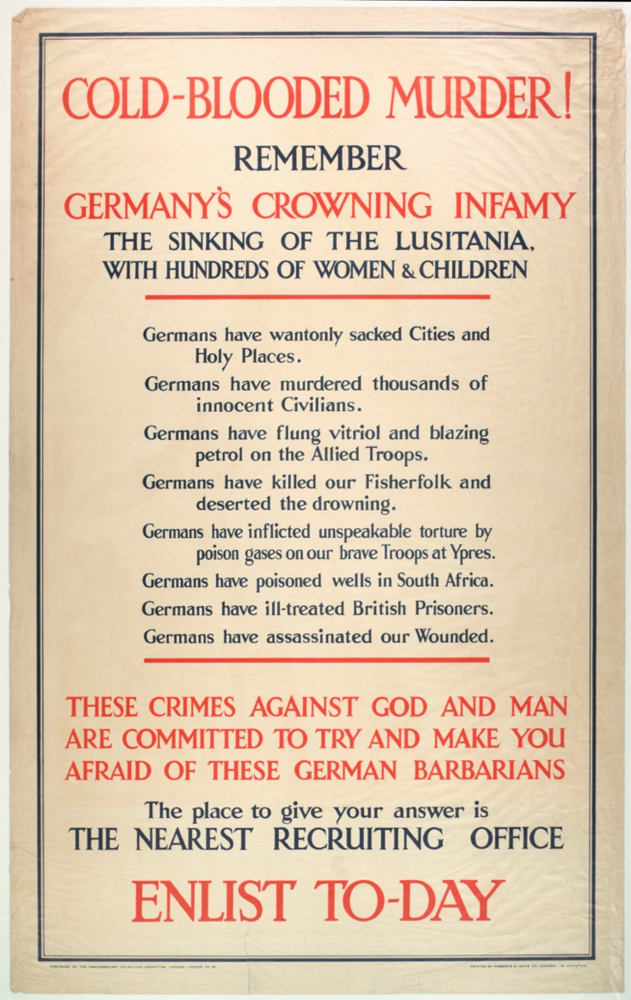 COLD-BLOODED MURDER!
REMEMBER
GERMANY'S CROWNING INFAMY
THE SINKING OF THE LUSITANIA,
WITH HUNDREDS OF WOMEN & CHILDREN
Germans have wantonly sacked Cities and
Holy Places.
Germans have murdered thousands of
innocent Civilians.
Germans have flung vitriol and blazing
petrol on the Allied Troops.
Germans have killed our Fisherfolk and
deserted the drowning.
Germans have inflicted unspeakable torture by
poison gases on our brave Troops at Ypres.
Germans have poisoned wells in South Africa.
Germans have ill-treated British Prisoners.
Germans have assassinated our Wounded.
THESE CRIMES AGAINST GOD AND MAN
ARE COMMITTED TO TRY AND MAKE YOU
AFRAID OF THESE GERMAN BARBARIANS
The place to give your answer is
THE NEAREST RECRUITING OFFICE
ENLIST TO-DAY
PUBLISHED BY THE PARLIAMENTARY RECRUITING COMMITTEE, LONDON.—POSTER NO.
PRINTED BY ROBERTS & LEETE LTD LONDON.